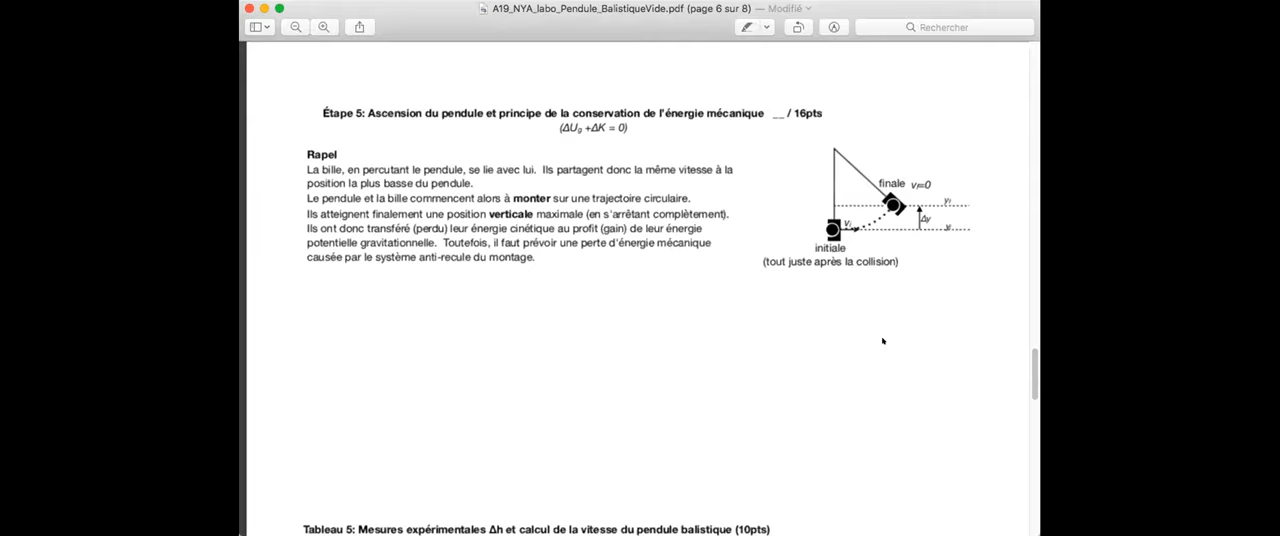 A19_NYA_labo_Pendule_BalistiqueVide.pdf (page 6 sur 8) — Modifié
Rechercher
Étape 5: Ascension du pendule et principe de la conservation de l'énergie mécanique __ / 16pts
(ΔUg +ΔK = 0)
Rapel
La bille, en percutant le pendule, se lie avec lui. Ils partagent donc la même vitesse à la
position la plus basse du pendule.
Le pendule et la bille commencent alors à monter sur une trajectoire circulaire.
Ils atteignent finalement une position verticale maximale (en s'arrêtant complètement).
Ils ont donc transféré (perdu) leur énergie cinétique au profit (gain) de leur énergie
potentielle gravitationnelle. Toutefois, il faut prévoir une perte d'énergie mécanique
causée par le système anti-recule du montage.
finale vf=0
yf
Δy
vi
yi
initiale
(tout juste après la collision)
Tableau 5: Mesures expérimentales Δh et calcul de la vitesse du pendule balistique (10pts)